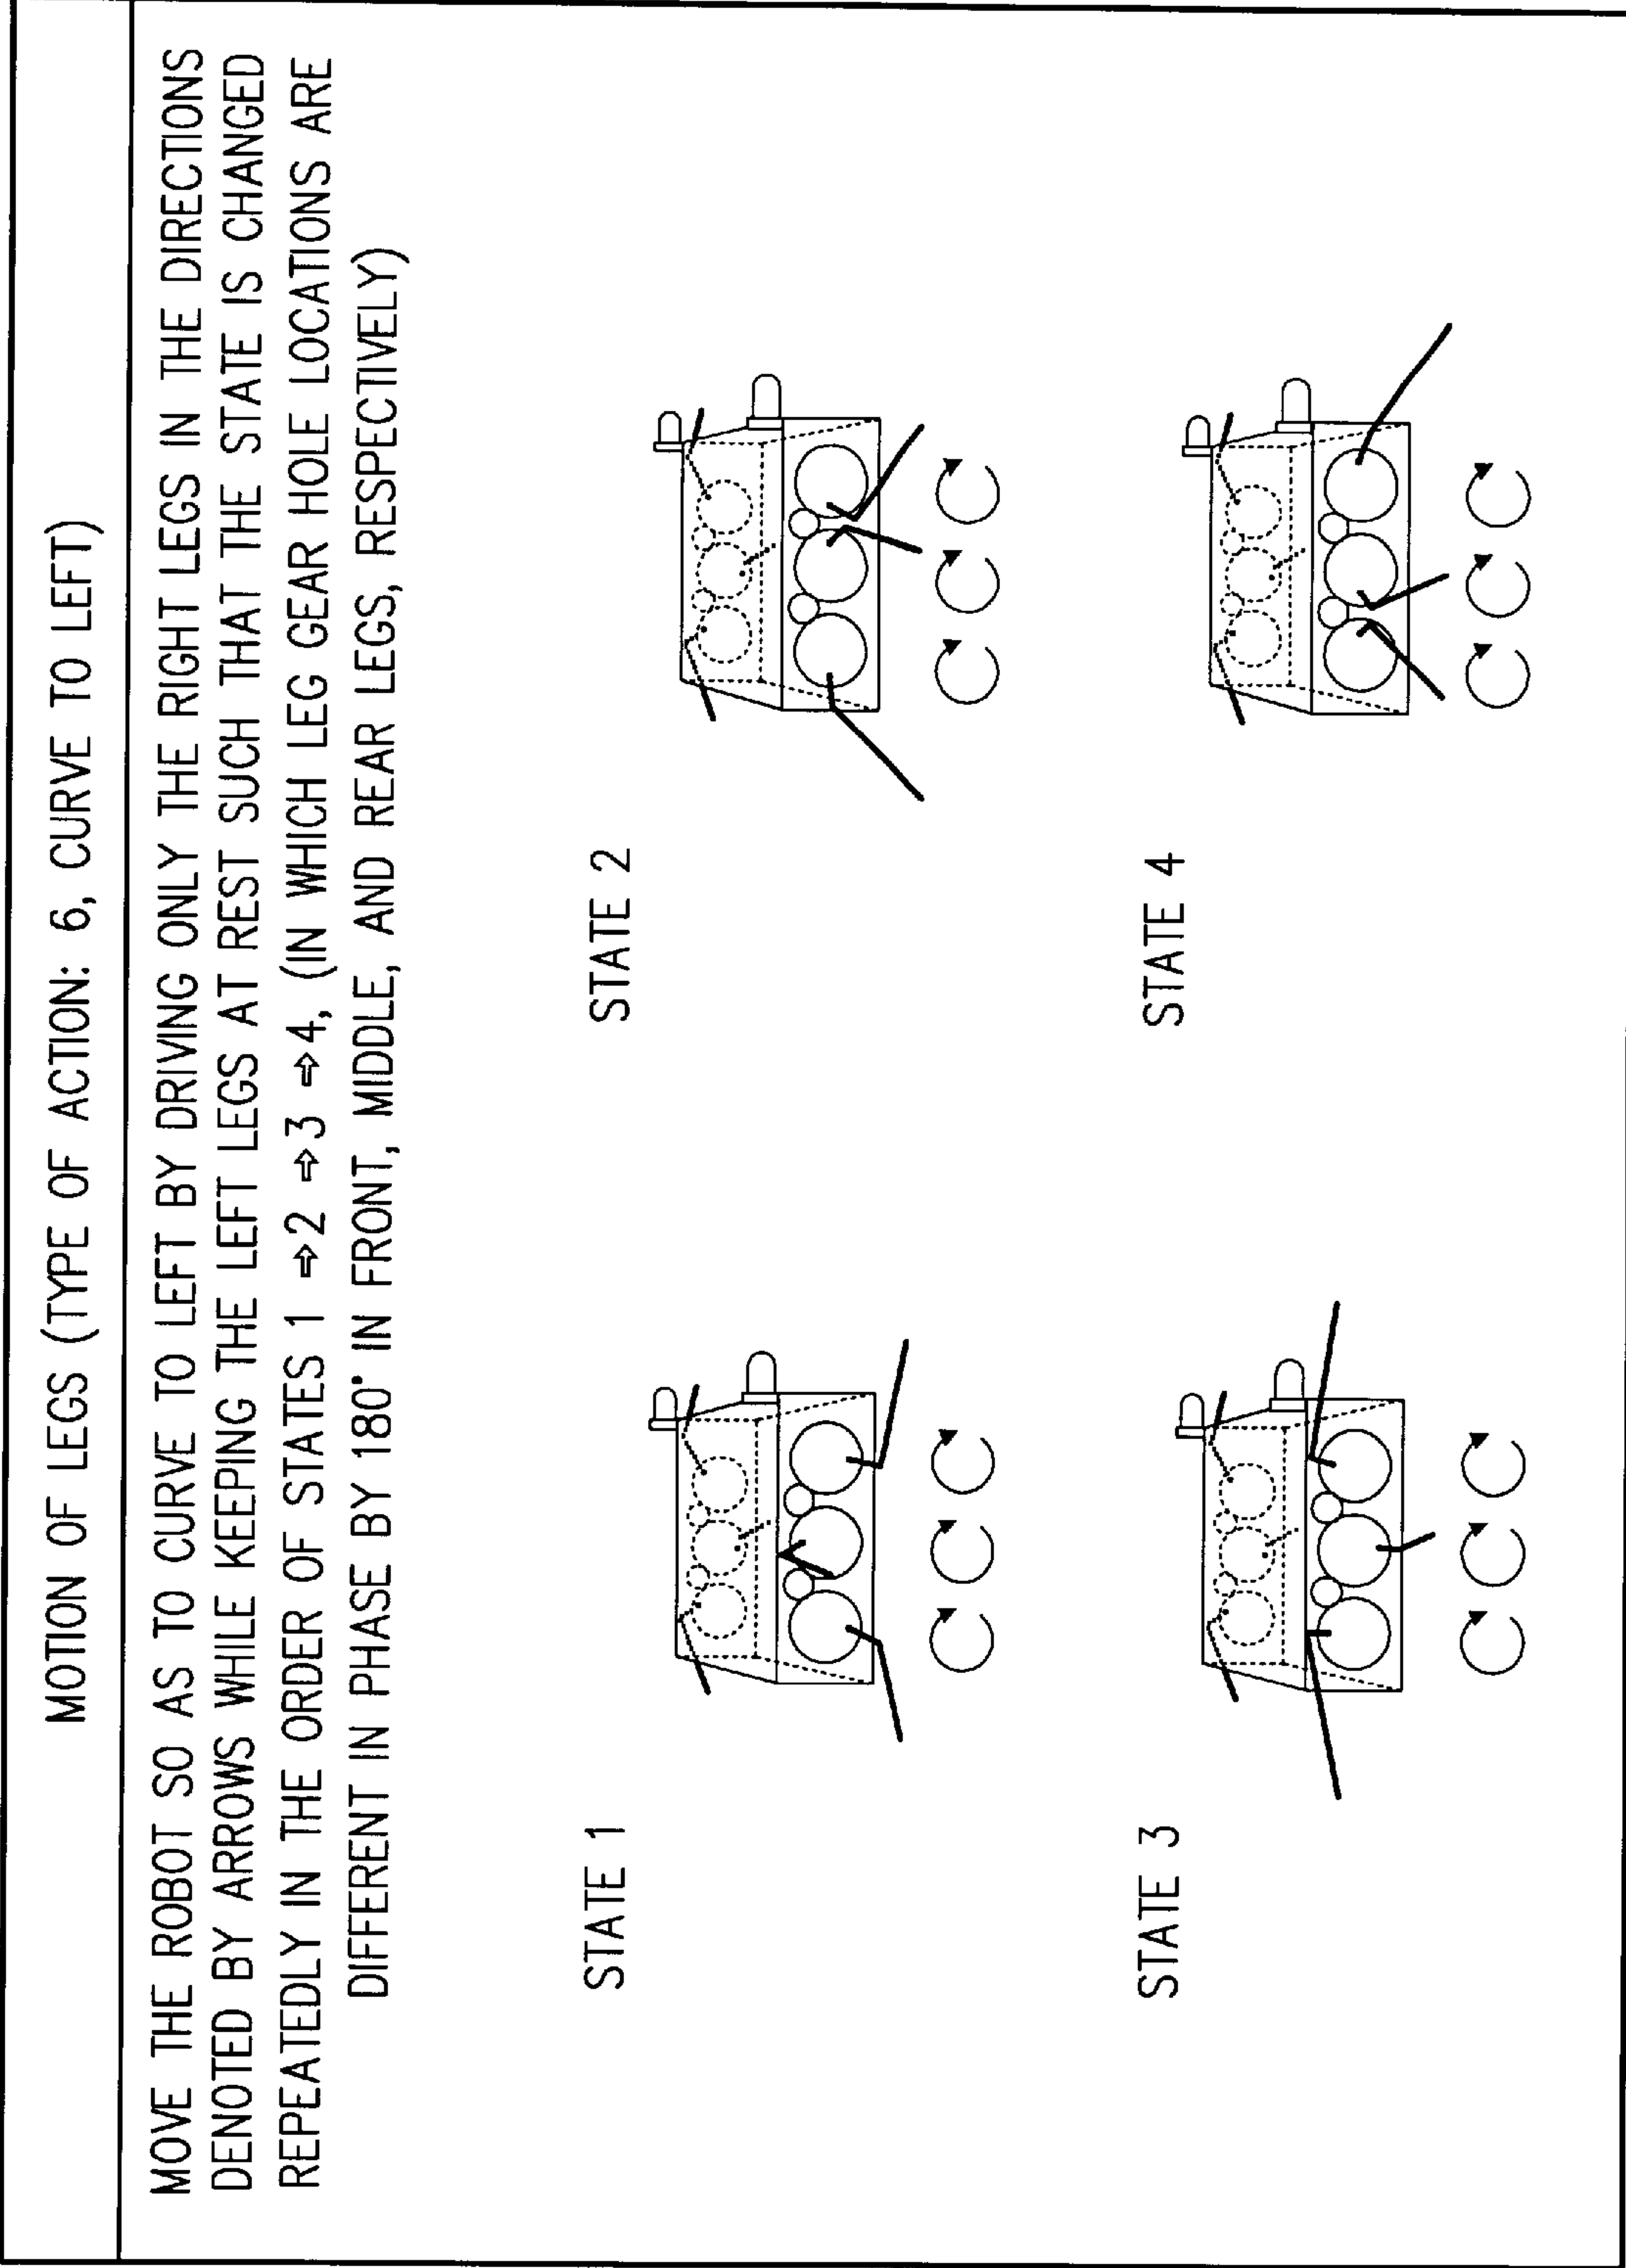 MOTION OF LEGS (TYPE OF ACTION: 6, CURVE TO LEFT)
MOVE THE ROBOT SO AS TO CURVE TO LEFT BY DRIVING ONLY THE RIGHT LEGS IN THE DIRECTIONS
DENOTED BY ARROWS WHILE KEEPING THE LEFT LEGS AT REST SUCH THAT THE STATE IS CHANGED
REPEATEDLY IN THE ORDER OF STATES 1 ⇨2 ⇨3 ⇨4, (IN WHICH LEG GEAR HOLE LOCATIONS ARE
DIFFERENT IN PHASE BY 180° IN FRONT, MIDDLE, AND REAR LEGS, RESPECTIVELY)
STATE 1
STATE 2
STATE 3
STATE 4